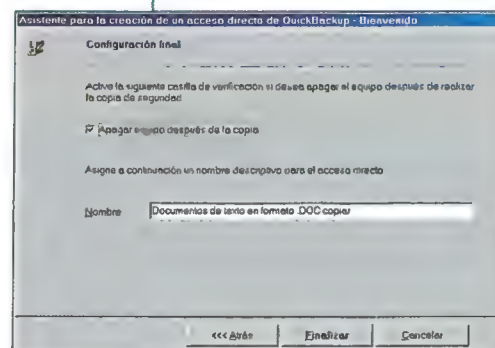 Asistente para la creación de un acceso directo de QuickBackup - Bienvenido
Configuración final
Active la siguiente casilla de verificación si desea apagar el equipo después de realizar
la copia de seguridad
Apagar equipo después de la copia
Asigne a continuación un nombre descriptivo para el acceso directo
Nombre
Documentos de texto en formato .DOC copiar
<<< Atrás
Finalizar
Cancelar